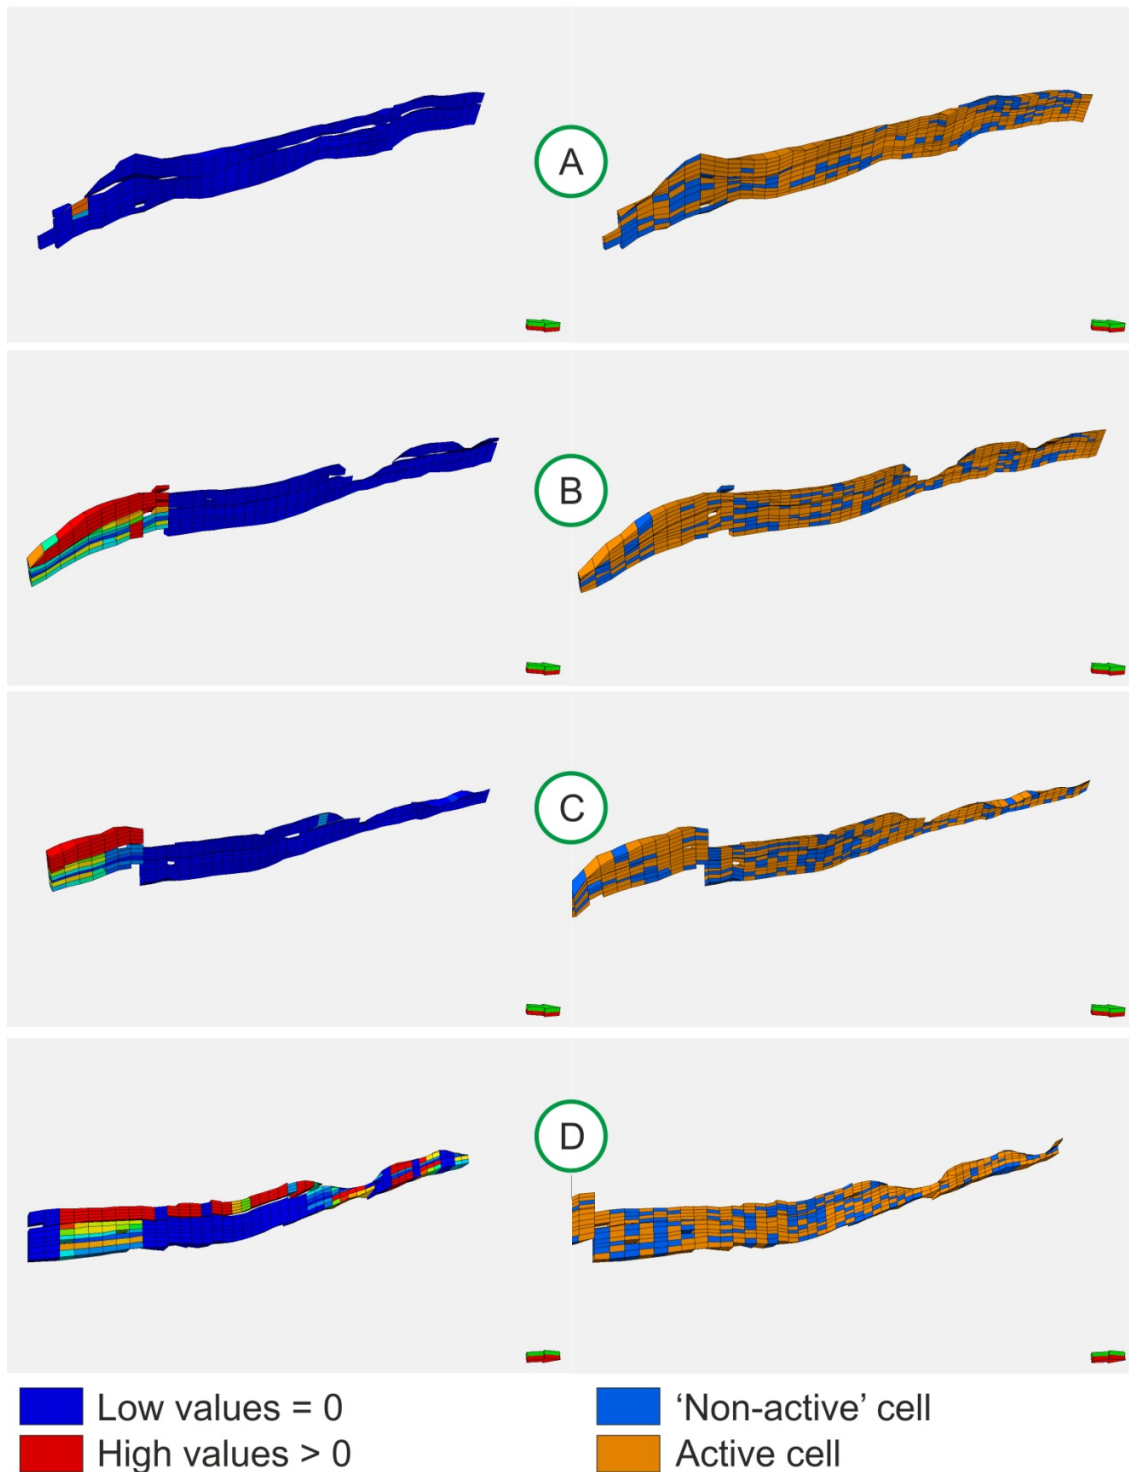 A
B
C
D
Low values = 0
High values > 0
‘Non-active’ cell
Active cell